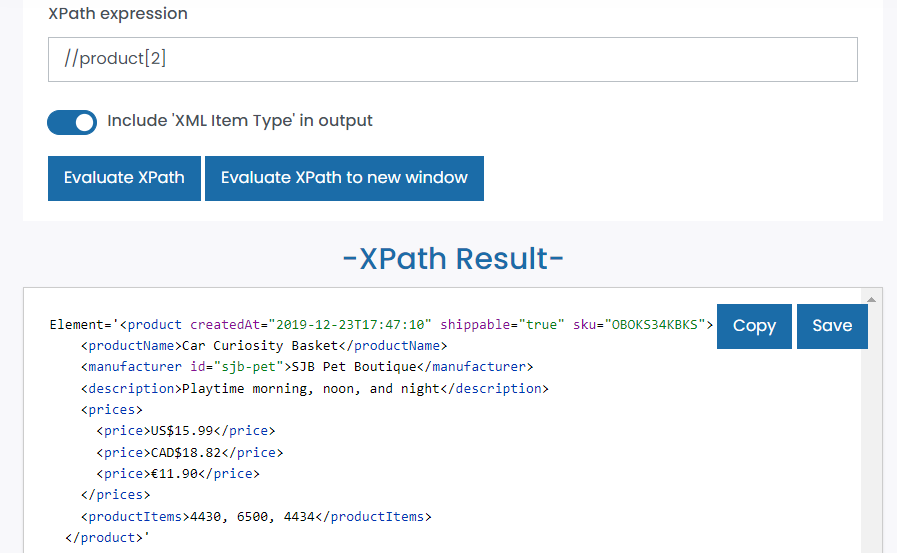 XPath expression
//product[2]
Include 'XML Item Type' in output
Evaluate XPath
Evaluate XPath to new window
-XPath Result-
Copy
Save
Element='<product createdAt="2019-12-23T17:47:10" shippable="true" sku="OBOKS34KBKS">
<productName>Car Curiosity Basket</productName>
<manufacturer id="sjb-pet">SJB Pet Boutique</manufacturer>
<description>Playtime morning, noon, and night</description>
<prices>
<price>US$15.99</price>
<price>CAD$18.82</price>
<price>€11.90</price>
</prices>
<productItems>4430, 6500, 4434</productItems>
</product>'